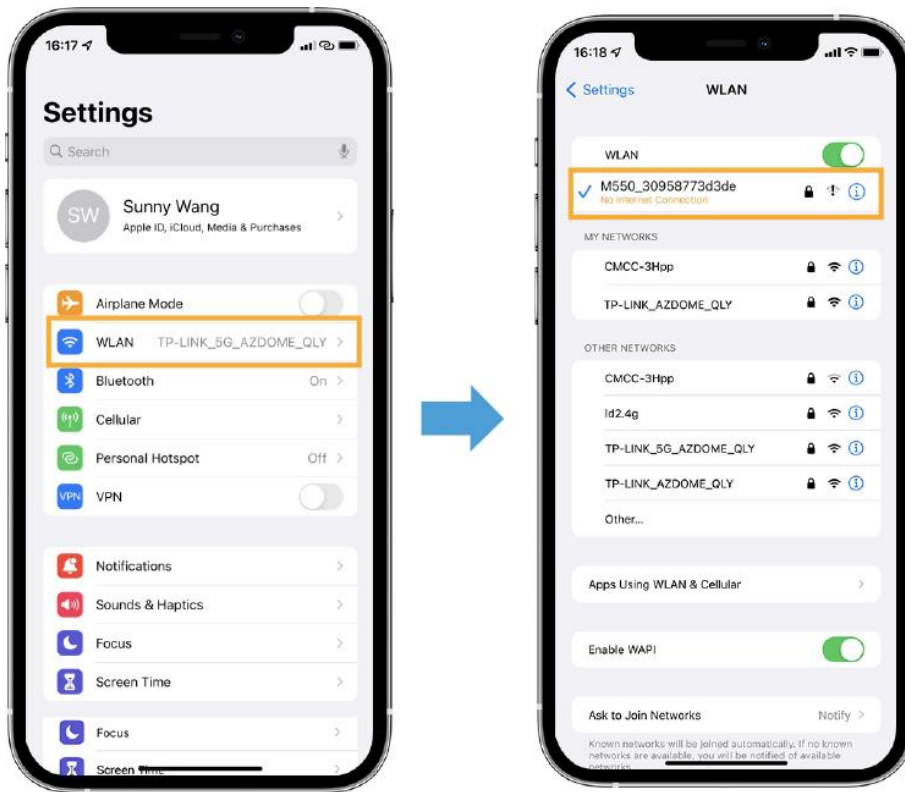 16:17
Settings
Search
SW
Sunny Wang
Apple ID, iCloud, Media & Purchases
Airplane Mode
WLAN TP-LINK_5G_AZDOME_QLY
Bluetooth On
Cellular
Personal Hotspot Off
VPN VPN
Notifications
Sounds & Haptics
Focus
Screen Time
Focus
Screen Time
16:18
Settings WLAN
WLAN
M550_30958773d3de
No Internet Connection
MY NETWORKS
CMCC-3Hpp
TP-LINK_AZDOME_QLY
OTHER NETWORKS
CMCC-3Hpp
ld2.4g
TP-LINK_5G_AZDOME_QLY
TP-LINK_AZDOME_QLY
Other...
Apps Using WLAN & Cellular
Enable WAPI
Ask to Join Networks Notify
Known networks will be joined automatically. If no known
networks are available, you will be notified of available
networks.